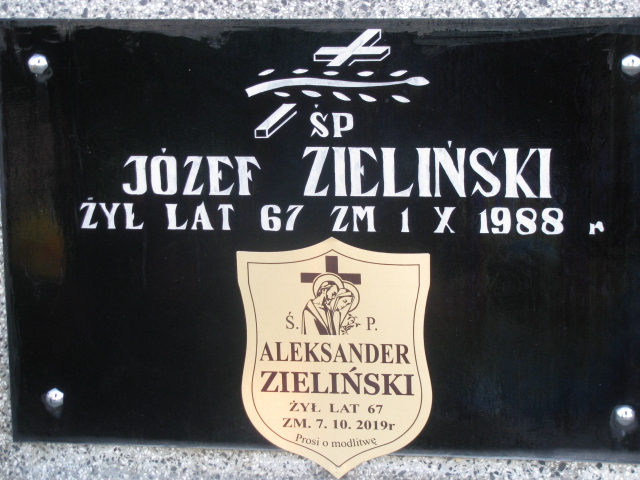 ŚP
JÓZEF ZIELIŃSKI
ŻYŁ LAT 67 ZM 1 X 1988 r
Ś. P.
ALEKSANDER
ZIELIŃSKI
ŻYŁ LAT 67
ZM. 7. 10. 2019r
Prosi o modlitwę